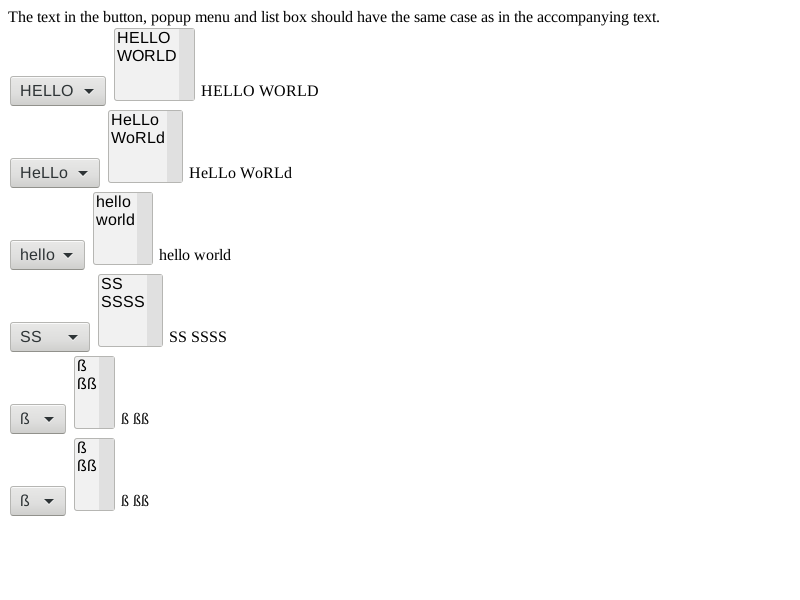 The text in the button, popup menu and list box should have the same case as in the accompanying text.
HELLO
WORLD
HELLO HELLO WORLD
HeLLo
WoRLd
HeLLo HeLLo WoRLd
hello
world
hello hello world
SS
SSSS
SS SS SSSS
ß
ßß
ß ß ßß
ß
ßß
ß ß ßß